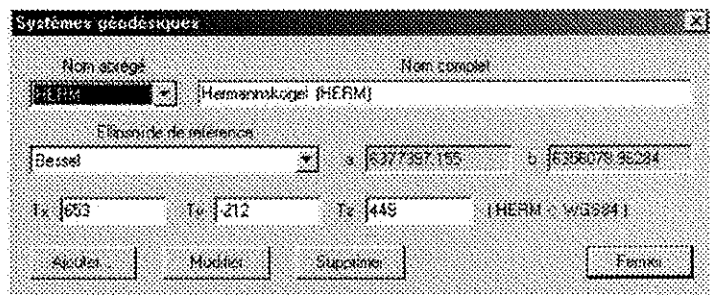 Systèmes géodésiques
Nom abrégé Nom complet
HERM Hermannskogel (HERM)
Ellipsoïde de référence
Bessel a 6377397.155 b 6356078.96284
Tx 653 Ty -212 Tz 449 (HERM -> WGS84)
Ajouter... Modifier Supprimer Fermer